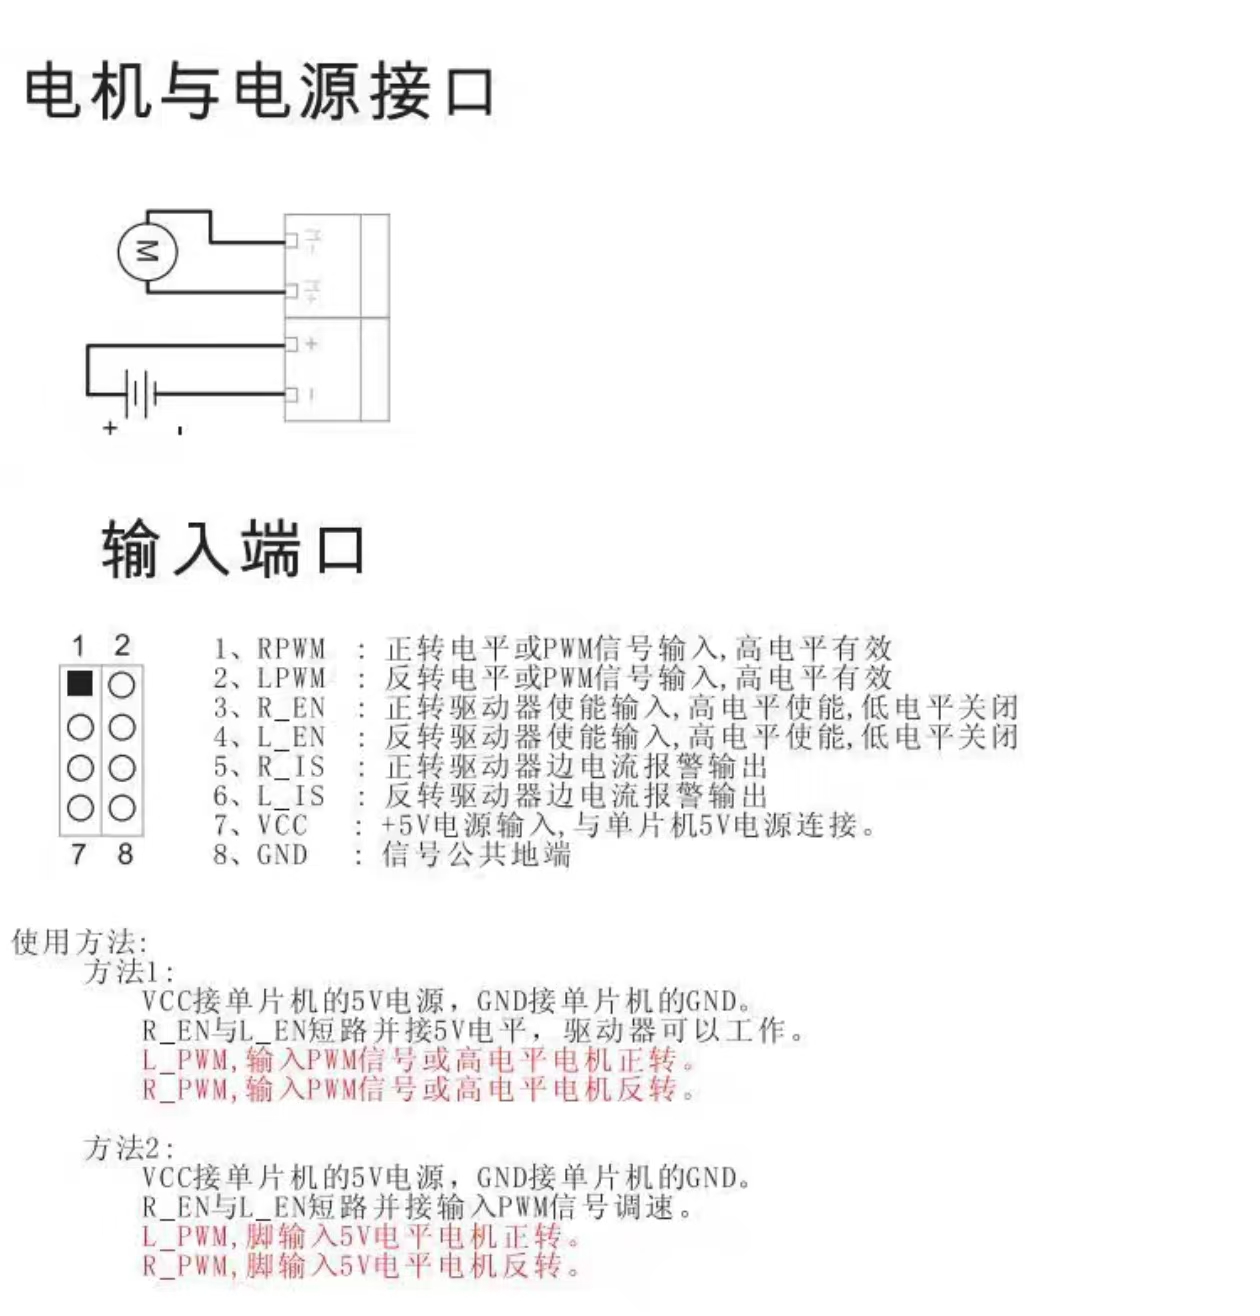 电机与电源接口
M
M-
M+
+
-
+ -
输入端口
1 2
1、RPWM : 正转电平或PWM信号输入,高电平有效
2、LPWM : 反转电平或PWM信号输入,高电平有效
3、R_EN : 正转驱动器使能输入,高电平使能,低电平关闭
4、L_EN : 反转驱动器使能输入,高电平使能,低电平关闭
5、R_IS : 正转驱动器边电流报警输出
6、L_IS : 反转驱动器边电流报警输出
7、VCC : +5V电源输入,与单片机5V电源连接。
8、GND : 信号公共地端
7 8
使用方法:
方法1:
VCC接单片机的5V电源，GND接单片机的GND。
R_EN与L_EN短路并接5V电平，驱动器可以工作。
L_PWM,输入PWM信号或高电平电机正转。
R_PWM,输入PWM信号或高电平电机反转。
方法2:
VCC接单片机的5V电源，GND接单片机的GND。
R_EN与L_EN短路并接输入PWM信号调速。
L_PWM,脚输入5V电平电机正转。
R_PWM,脚输入5V电平电机反转。